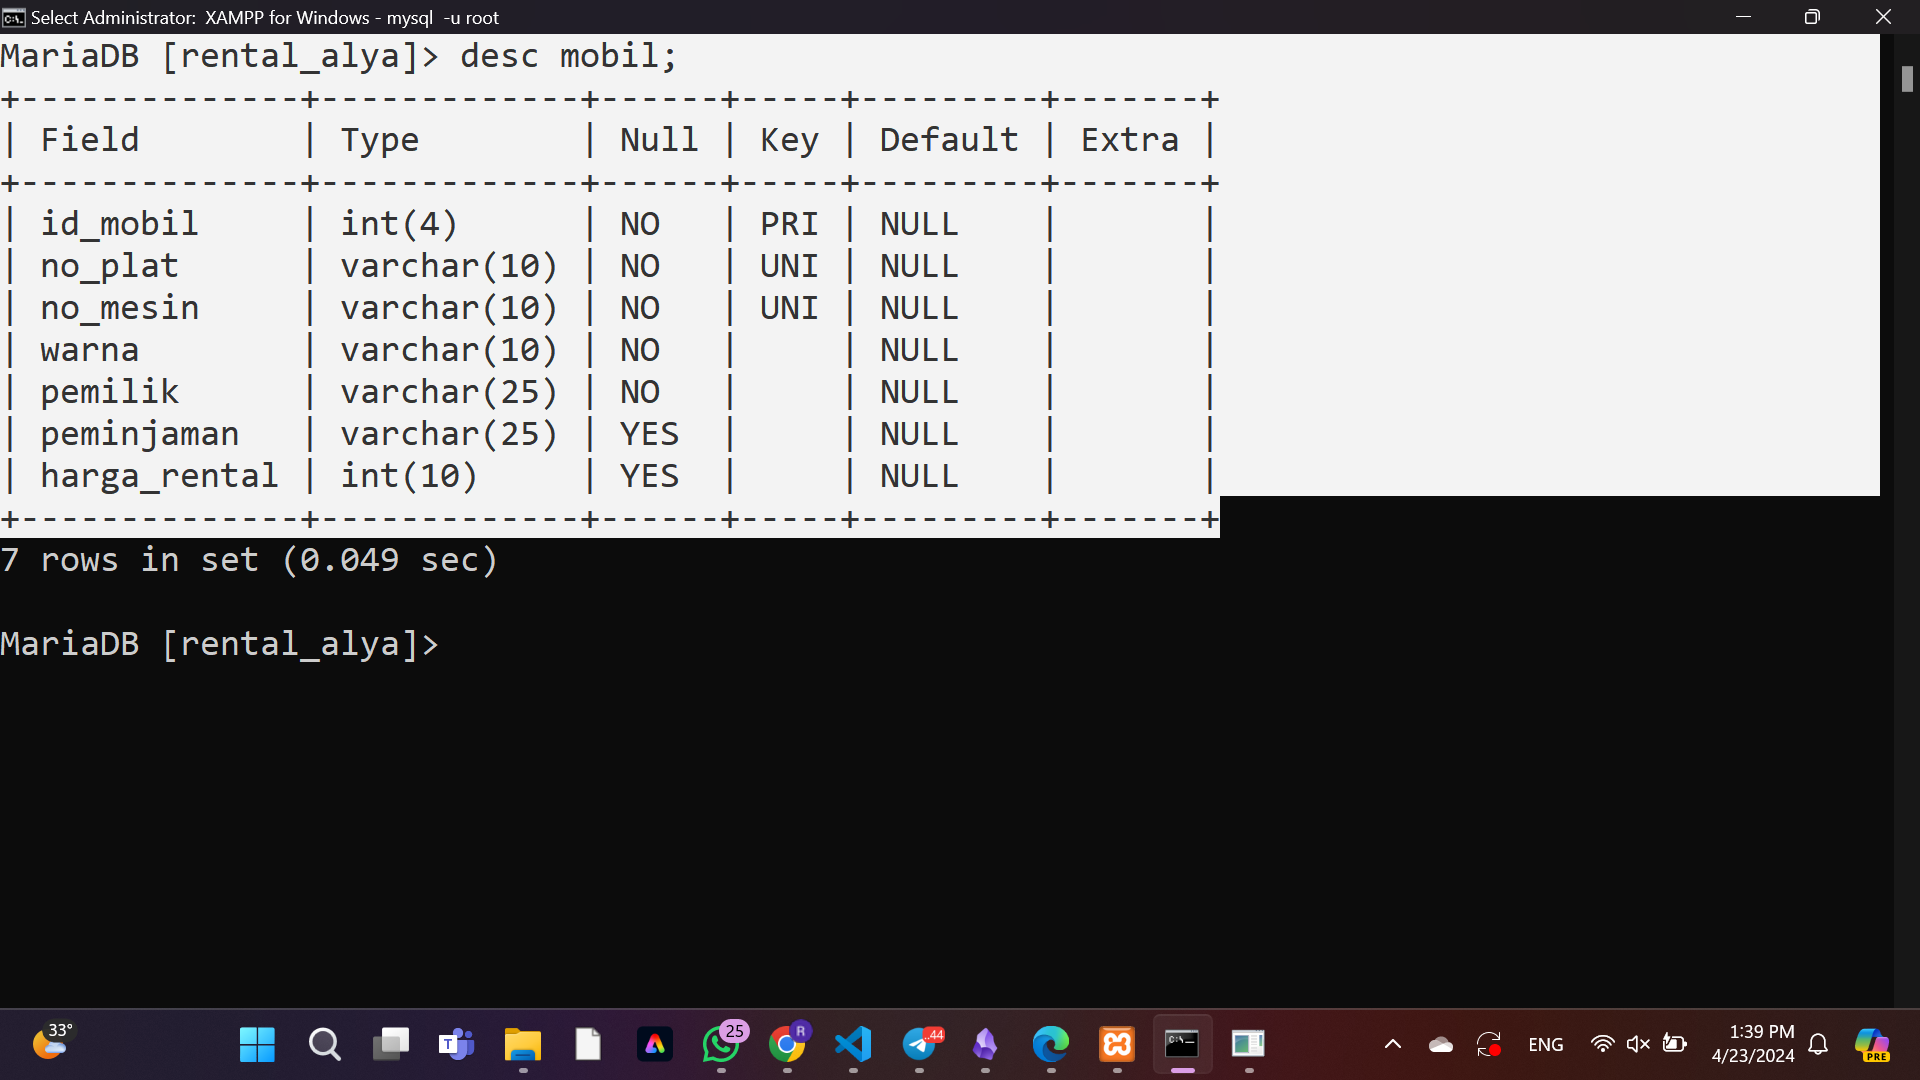 Select Administrator:  XAMPP for Windows - mysql  -u root
MariaDB [rental_alya]> desc mobil;
+--------------+-------------+------+-----+---------+-------+
| Field        | Type        | Null | Key | Default | Extra |
+--------------+-------------+------+-----+---------+-------+
| id_mobil     | int(4)      | NO   | PRI | NULL    |       |
| no_plat      | varchar(10) | NO   | UNI | NULL    |       |
| no_mesin     | varchar(10) | NO   | UNI | NULL    |       |
| warna        | varchar(10) | NO   |     | NULL    |       |
| pemilik      | varchar(25) | NO   |     | NULL    |       |
| peminjaman   | varchar(25) | YES  |     | NULL    |       |
| harga_rental | int(10)     | YES  |     | NULL    |       |
+--------------+-------------+------+-----+---------+-------+
7 rows in set (0.049 sec)
MariaDB [rental_alya]>
33°
25
R
..44
ENG
1:39 PM
4/23/2024
PRE